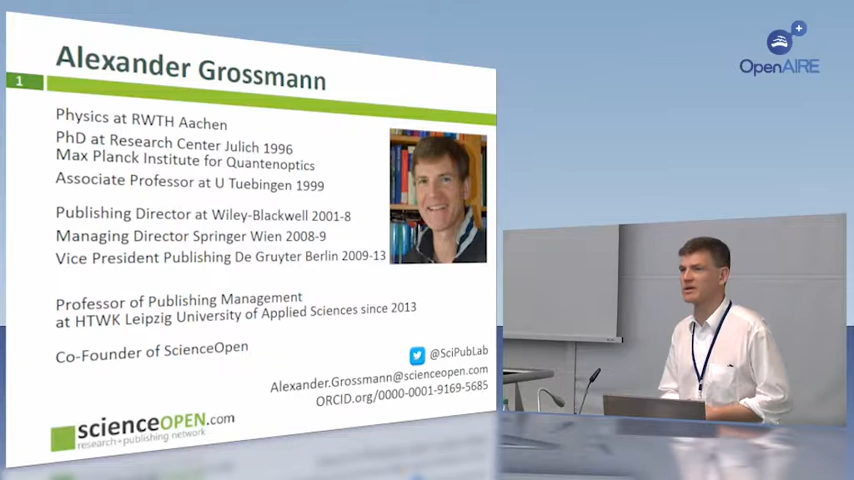 Alexander Grossmann
1
Physics at RWTH Aachen
PhD at Research Center Julich 1996
Max Planck Institute for Quantenoptics
Associate Professor at U Tuebingen 1999
Publishing Director at Wiley-Blackwell 2001-8
Managing Director Springer Wien 2008-9
Vice President Publishing De Gruyter Berlin 2009-13
Professor of Publishing Management
at HTWK Leipzig University of Applied Sciences since 2013
Co-Founder of ScienceOpen
@SciPubLab
Alexander.Grossmann@scienceopen.com
ORCID.org/0000-0001-9169-5685
scienceOPEN.com
research+publishing network
OpenAIRE